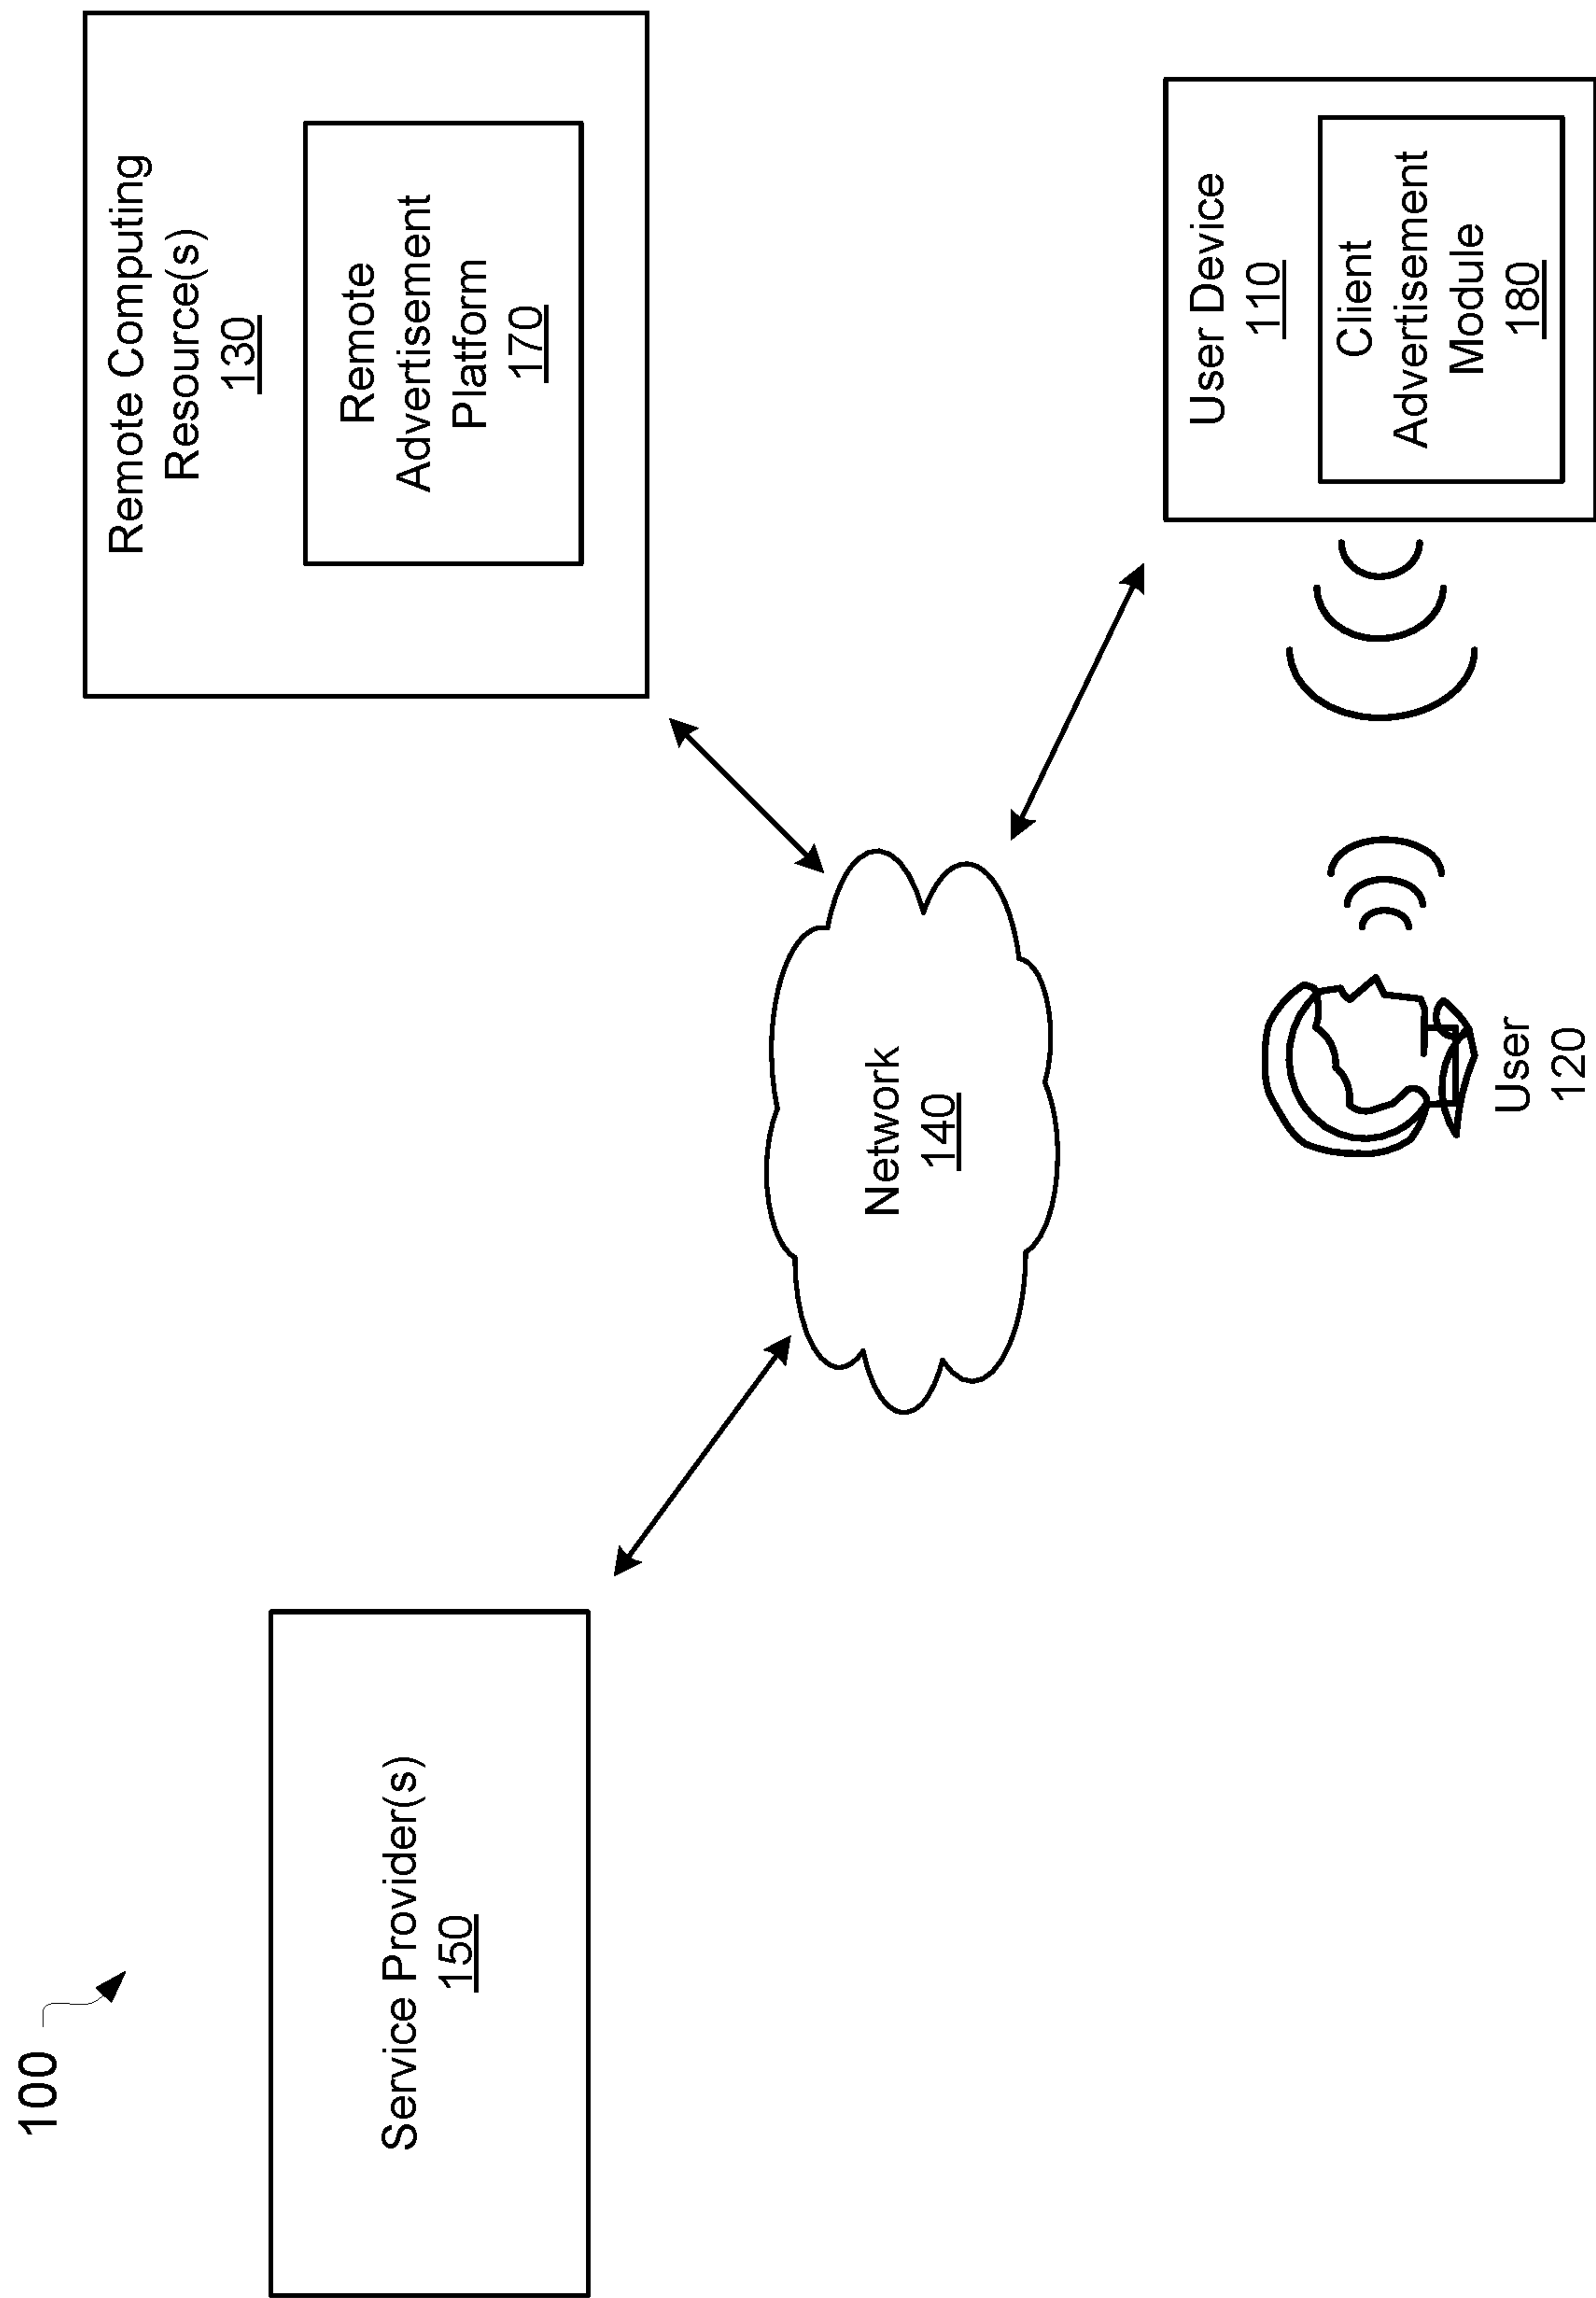 100
Service Provider(s)
150
Remote Computing
Resource(s)
130
Remote
Advertisement
Platform
170
Network
140
User
120
User Device
110
Client
Advertisement
Module
180